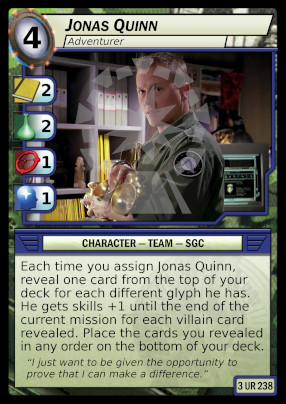 4
JONAS QUINN
Adventurer
2
2
1
1
CHARACTER – TEAM – SGC
Each time you assign Jonas Quinn,
reveal one card from the top of your
deck for each different glyph he has.
He gets skills +1 until the end of the
current mission for each villain card
revealed. Place the cards you revealed
in any order on the bottom of your deck.
“I just want to be given the opportunity to
prove that I can make a difference.”
3 UR 238